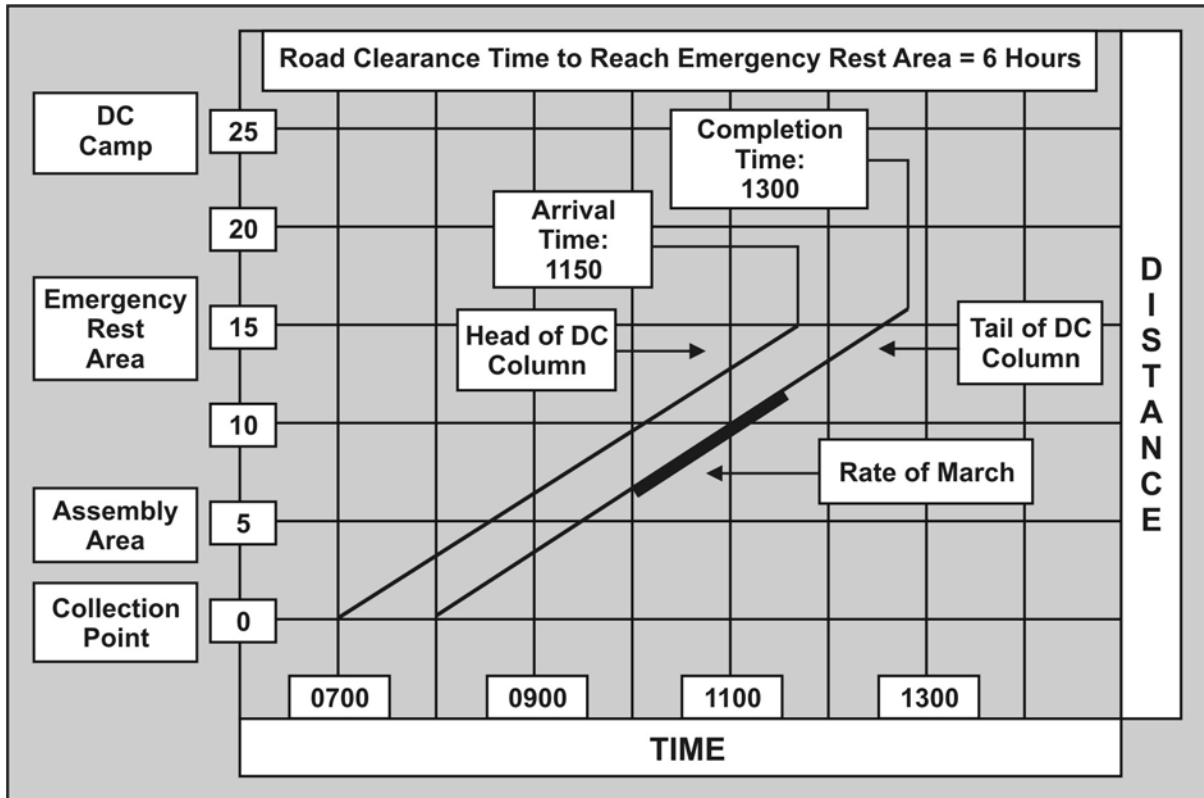 Road Clearance Time to Reach Emergency Rest Area = 6 Hours
DC
Camp
25
Completion
Time:
1300
20
Arrival
Time:
1150
Emergency
Rest
Area
15
Head of DC
Column
Tail of DC
Column
10
Rate of March
Assembly
Area
5
Collection
Point
0
0700
0900
1100
1300
TIME
DISTANCE